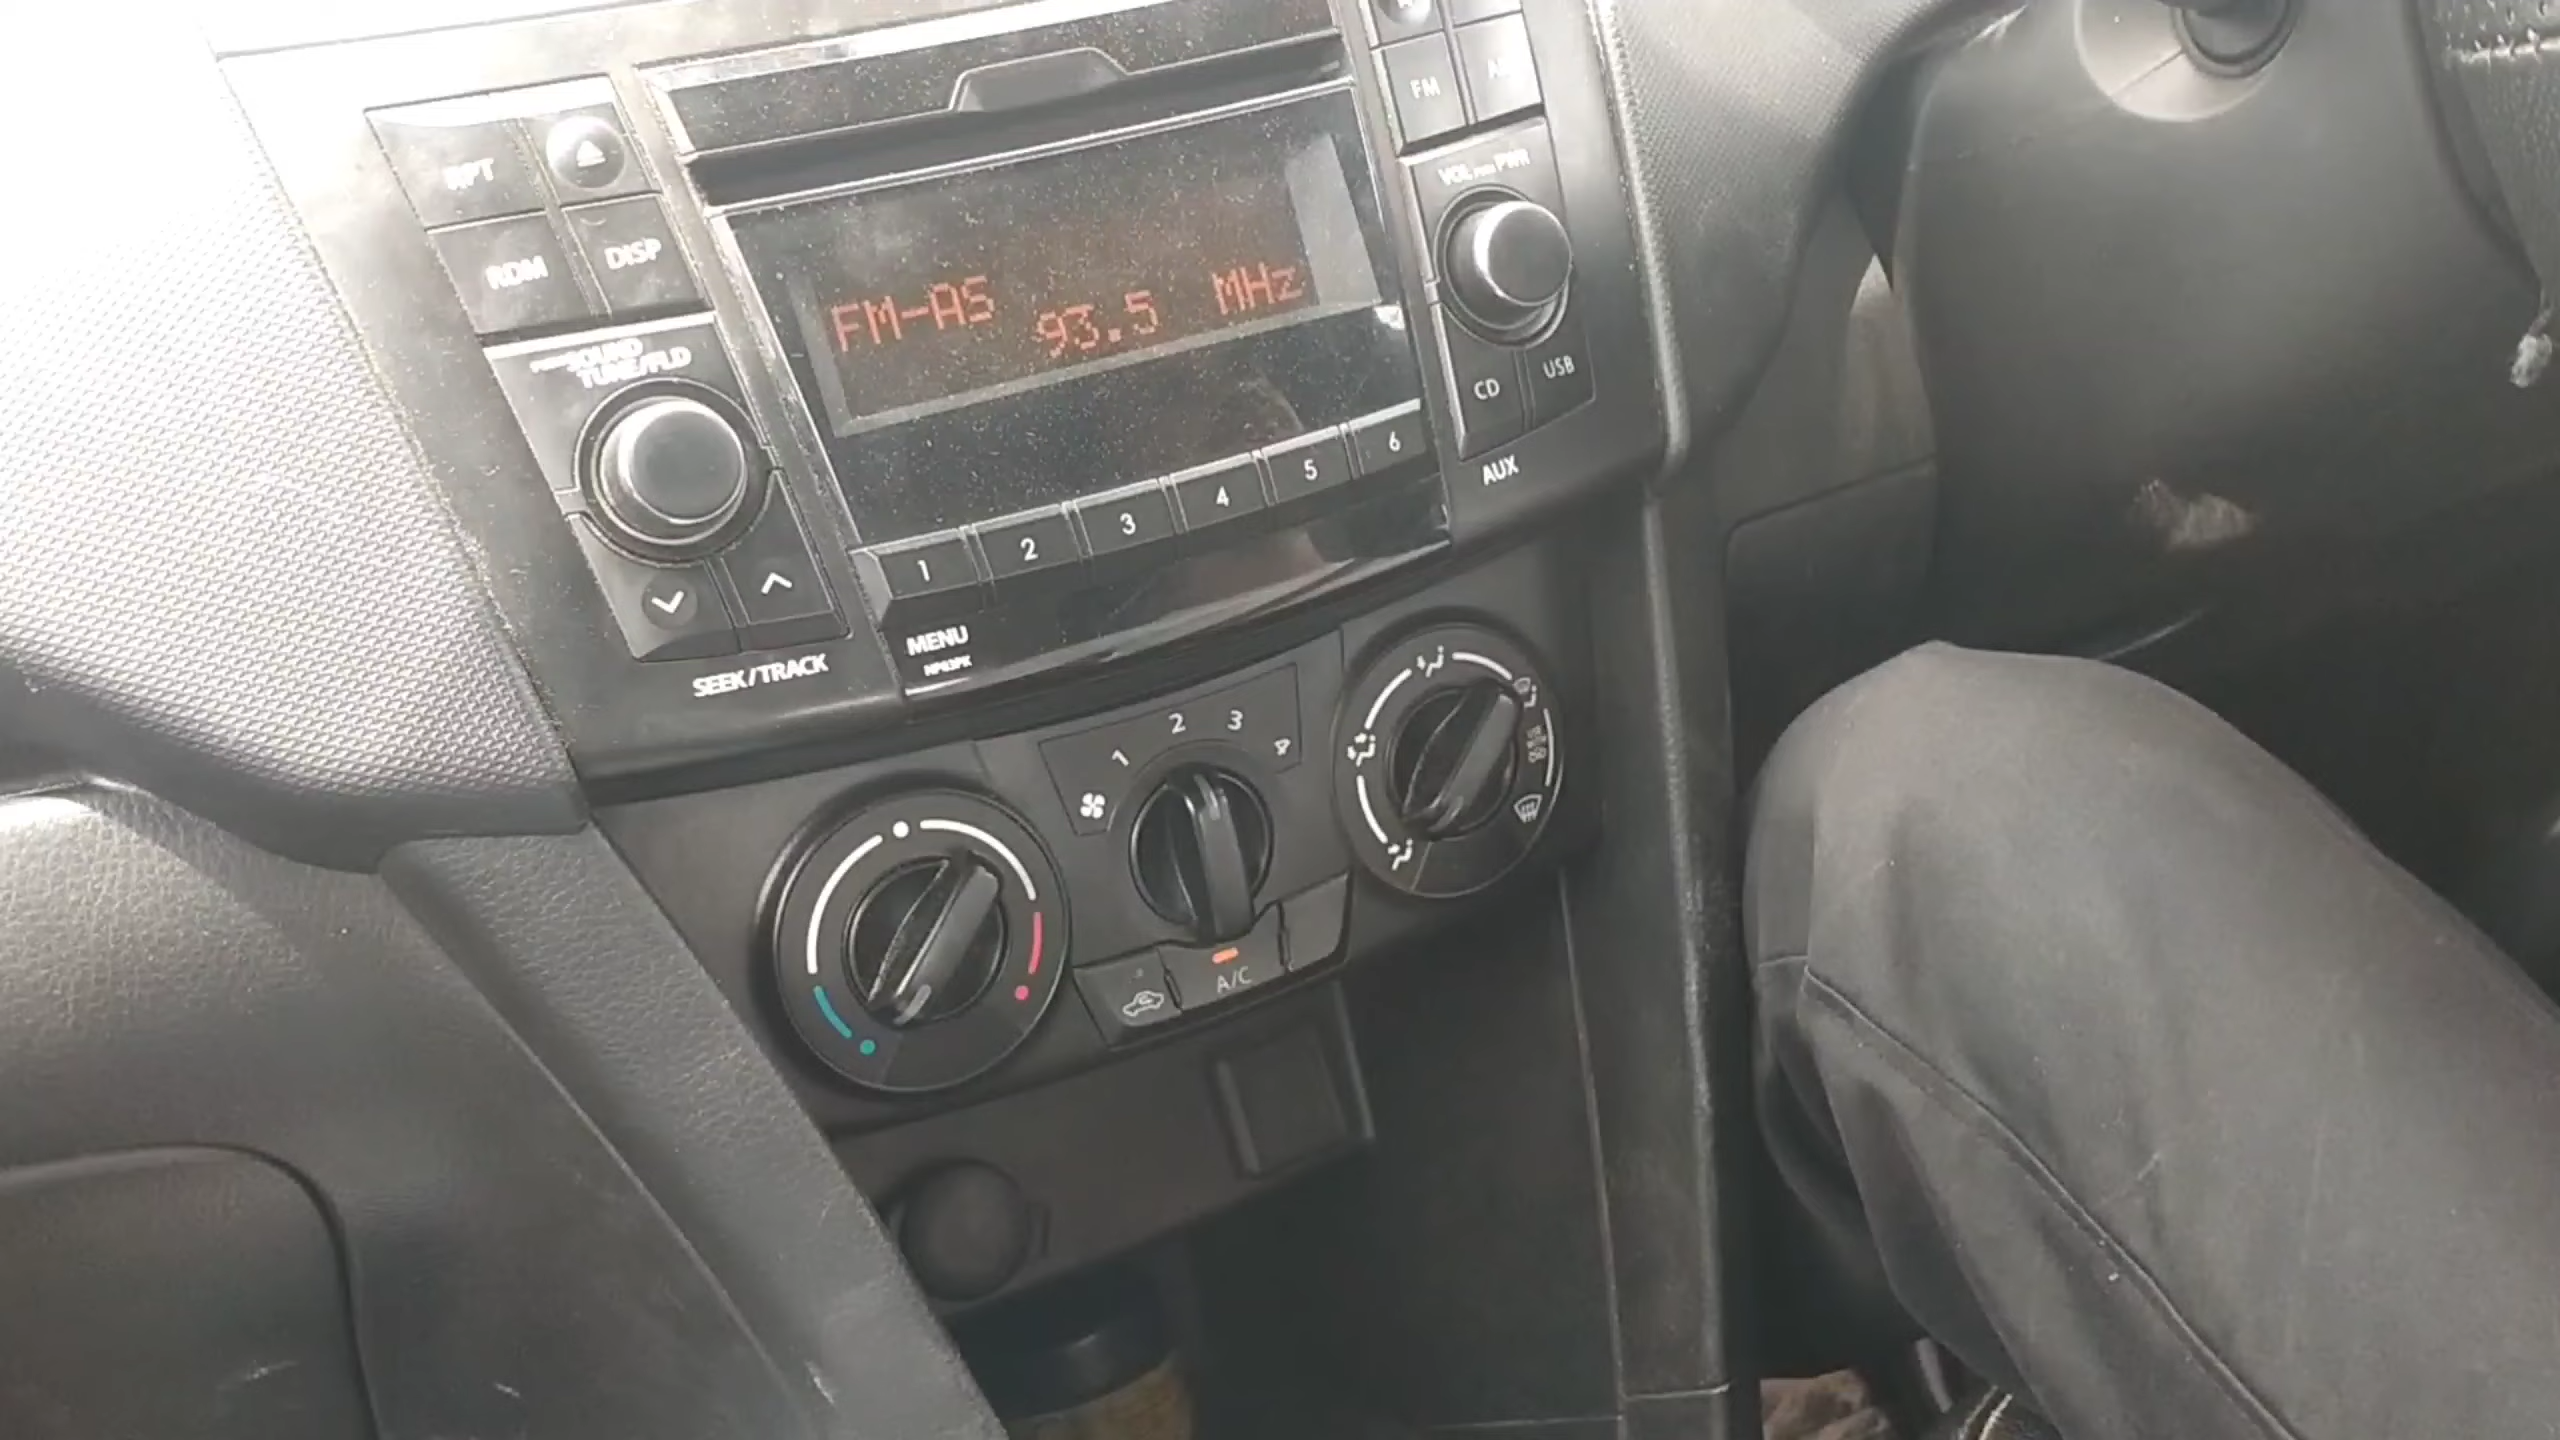 FM
RPT
VOL PWR
RDM
DISP
FM-AS 93.5 MHz
SOUND
TUNE/FLD
CD
USB
AUX
1 2 3 4 5 6
MENU
SEEK/TRACK
1 2 3 4
A/C